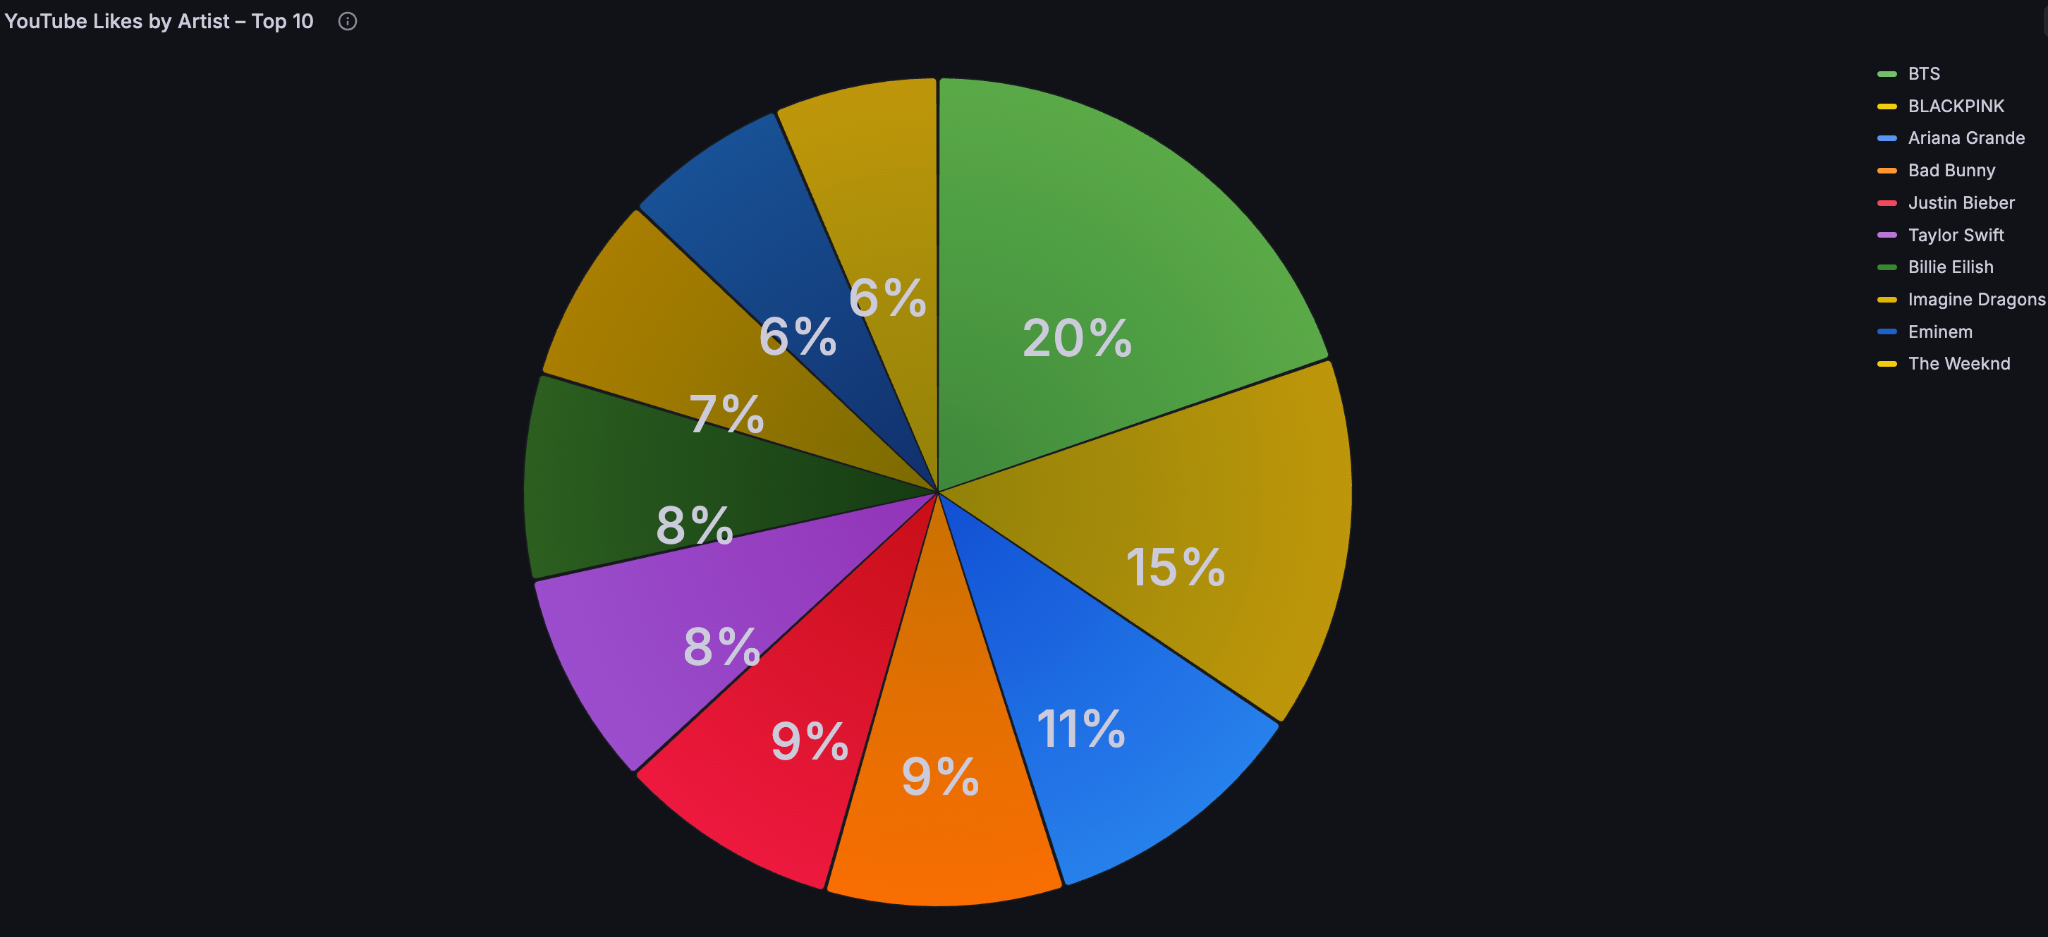 YouTube Likes by Artist – Top 10
20%
15%
11%
9%
9%
8%
8%
7%
6%
6%
BTS
BLACKPINK
Ariana Grande
Bad Bunny
Justin Bieber
Taylor Swift
Billie Eilish
Imagine Dragons
Eminem
The Weeknd